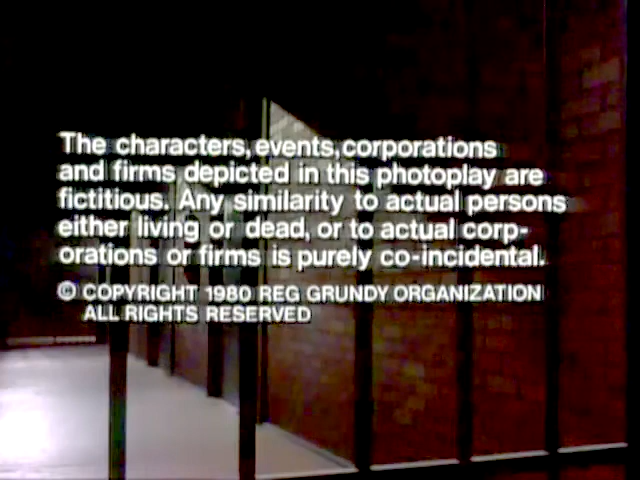 The characters, events, corporations
and firms depicted in this photoplay are
fictitious. Any similarity to actual persons
either living or dead, or to actual corp-
orations or firms is purely co-incidental.
© COPYRIGHT 1980 REG GRUNDY ORGANIZATION
ALL RIGHTS RESERVED